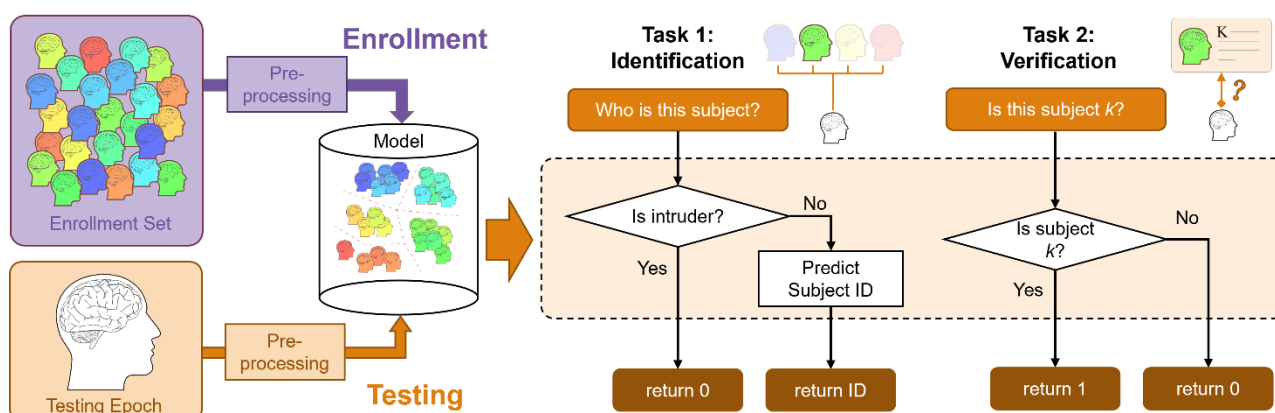 Enrollment Set
Pre-
processing
Enrollment
Model
Testing Epoch
Pre-
processing
Testing
Task 1:
Identification
Who is this subject?
Is intruder?
No
Yes
Predict
Subject ID
return 0
return ID
Task 2:
Verification
K
?
Is this subject k?
Is subject
k?
No
Yes
return 1
return 0